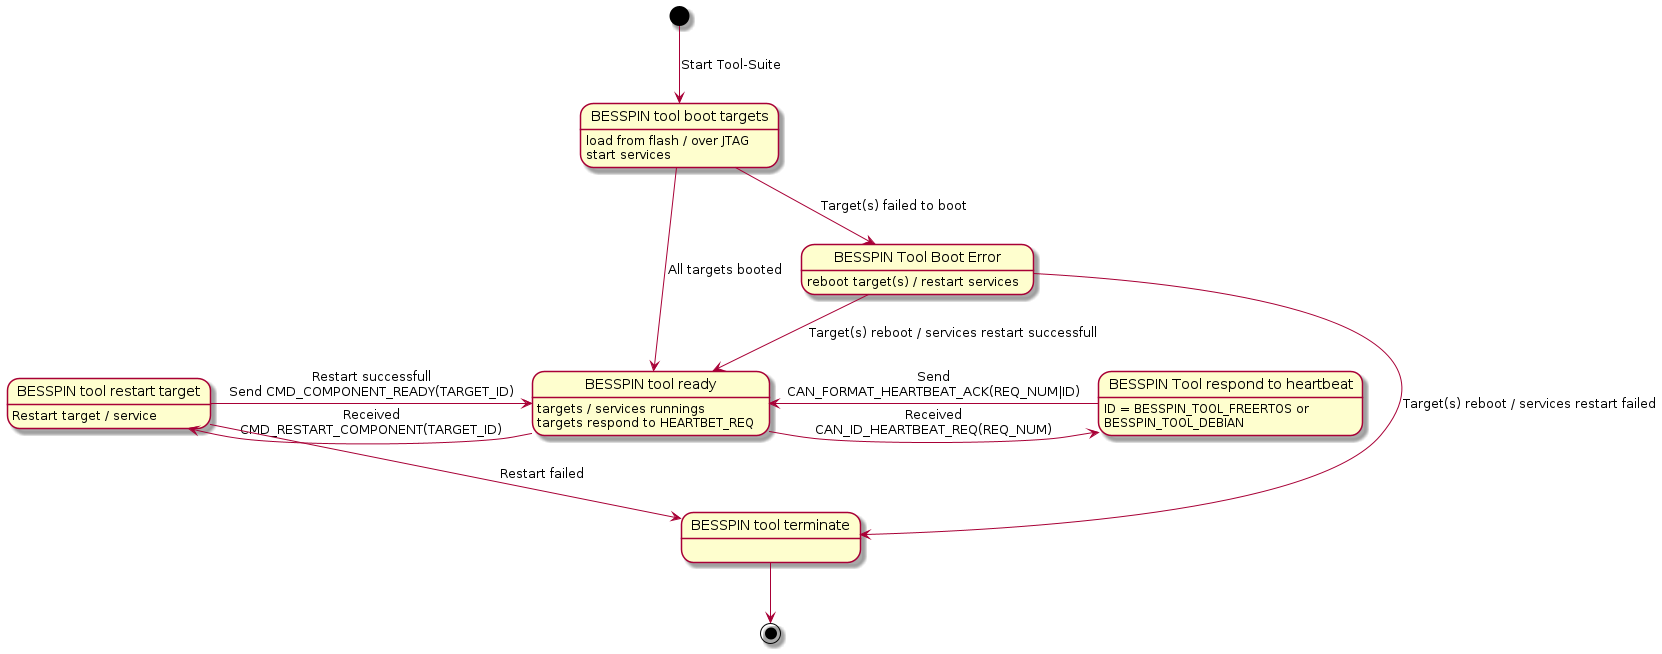 Start Tool-Suite
BESSPIN tool boot targets
load from flash / over JTAG
start services
Target(s) failed to boot
BESSPIN Tool Boot Error
reboot target(s) / restart services
All targets booted
Target(s) reboot / services restart successfull
BESSPIN tool restart target
Restart target / service
Restart successfull
Send CMD_COMPONENT_READY(TARGET_ID)
Received
CMD_RESTART_COMPONENT(TARGET_ID)
BESSPIN tool ready
targets / services runnings
targets respond to HEARTBET_REQ
Send
CAN_FORMAT_HEARTBEAT_ACK(REQ_NUM|ID)
Received
CAN_ID_HEARTBEAT_REQ(REQ_NUM)
BESSPIN Tool respond to heartbeat
ID = BESSPIN_TOOL_FREERTOS or
BESSPIN_TOOL_DEBIAN
Target(s) reboot / services restart failed
Restart failed
BESSPIN tool terminate